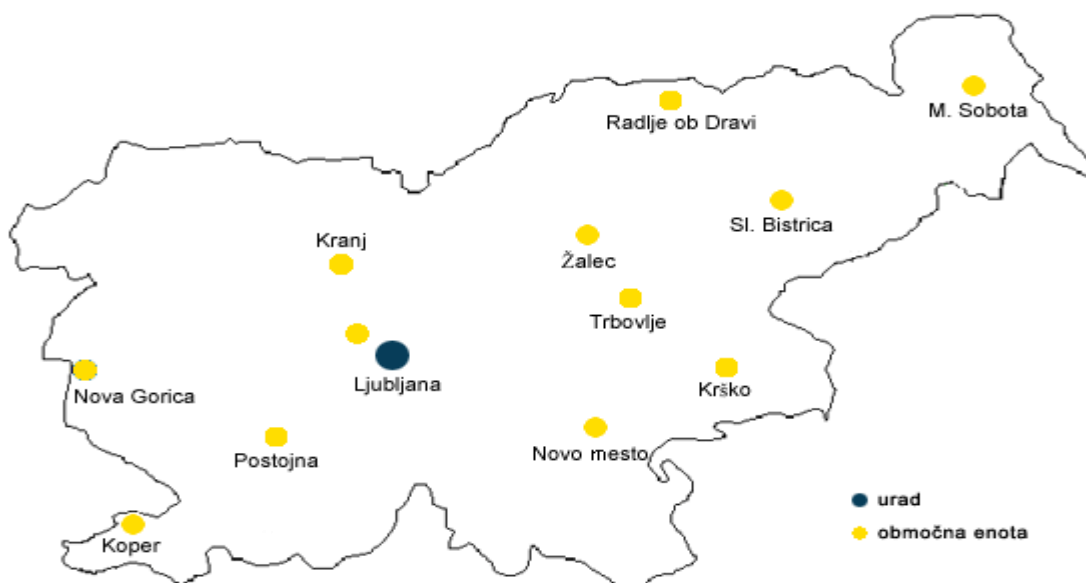 M. Sobota
Radlje ob Dravi
Sl. Bistrica
Kranj
Žalec
Trbovlje
Ljubljana
Krško
Nova Gorica
Novo mesto
Postojna
Koper
urad
območna enota